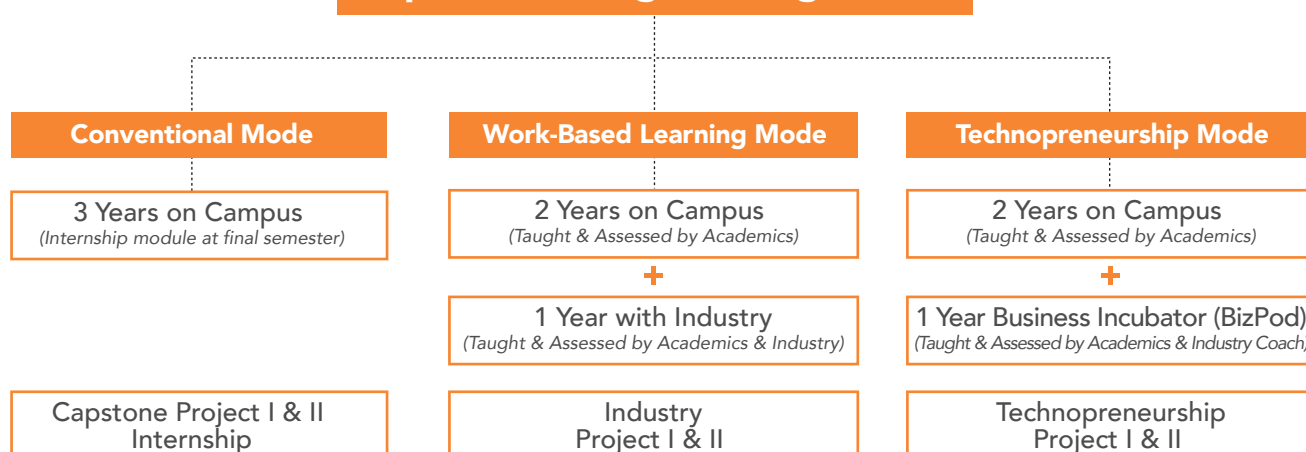 Conventional Mode
Work-Based Learning Mode
Technopreneurship Mode
3 Years on Campus
(Internship module at final semester)
2 Years on Campus
(Taught & Assessed by Academics)
2 Years on Campus
(Taught & Assessed by Academics)
+
+
1 Year with Industry
(Taught & Assessed by Academics & Industry)
1 Year Business Incubator (BizPod)
(Taught & Assessed by Academics & Industry Coach)
Capstone Project I & II
Internship
Industry
Project I & II
Technopreneurship
Project I & II